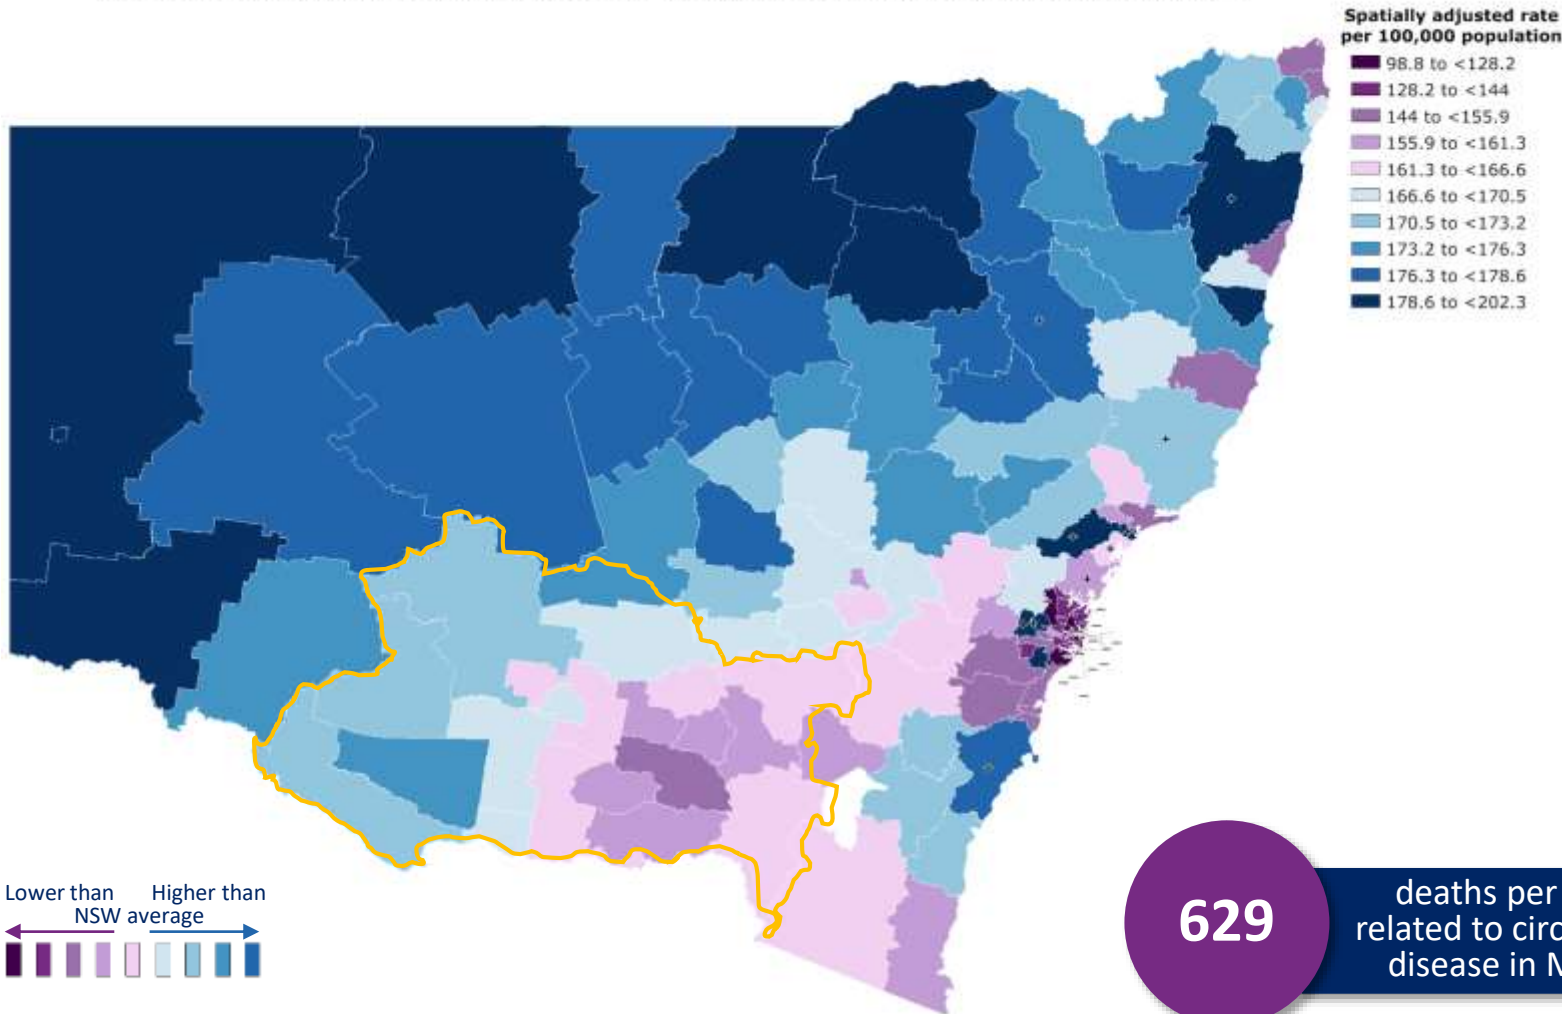 Spatially adjusted rate
per 100,000 population
98.8 to <128.2
128.2 to <144
144 to <155.9
155.9 to <161.3
161.3 to <166.6
166.6 to <170.5
170.5 to <173.2
173.2 to <176.3
176.3 to <178.6
178.6 to <202.3
Lower than Higher than
NSW average
629
deaths per
related to circ
disease in